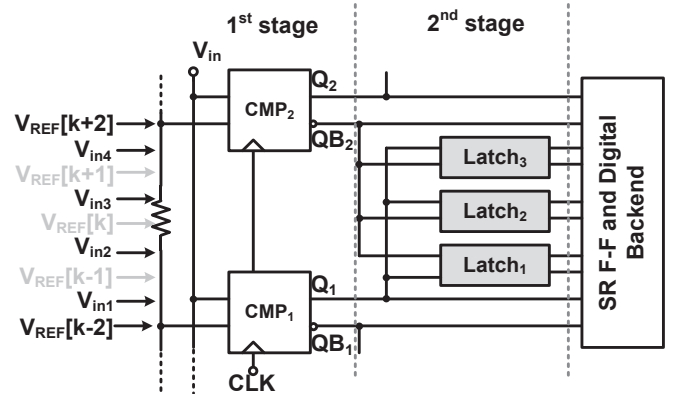 1st stage
2nd stage
Vin
Q2
CMP2
QB2
VREF[k+2]
Vin4
VREF[k+1]
Vin3
VREF[k]
Vin2
VREF[k-1]
Vin1
VREF[k-2]
Latch3
Latch2
Latch1
Q1
CMP1
QB1
CLK
SR F-F and Digital
Backend